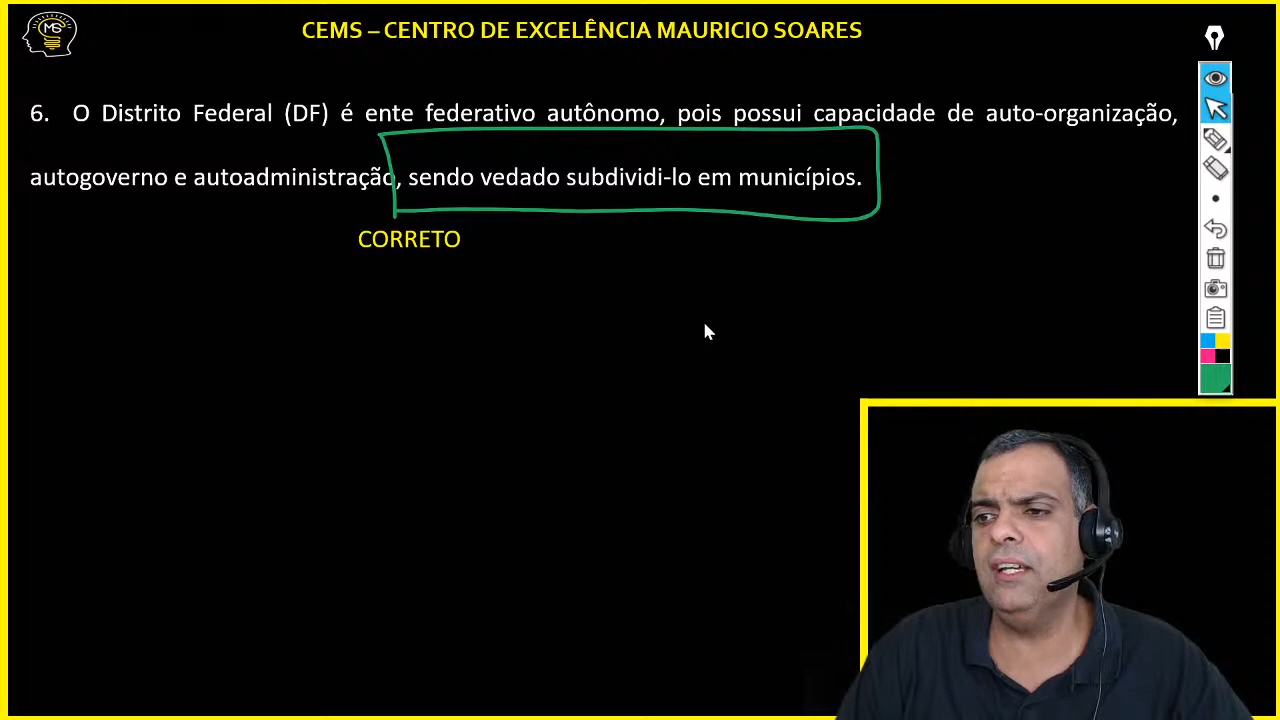 MS
CEMS – CENTRO DE EXCELÊNCIA MAURICIO SOARES
6. O Distrito Federal (DF) é ente federativo autônomo, pois possui capacidade de auto-organização,
autogoverno e autoadministração, sendo vedado subdividi-lo em municípios.
CORRETO